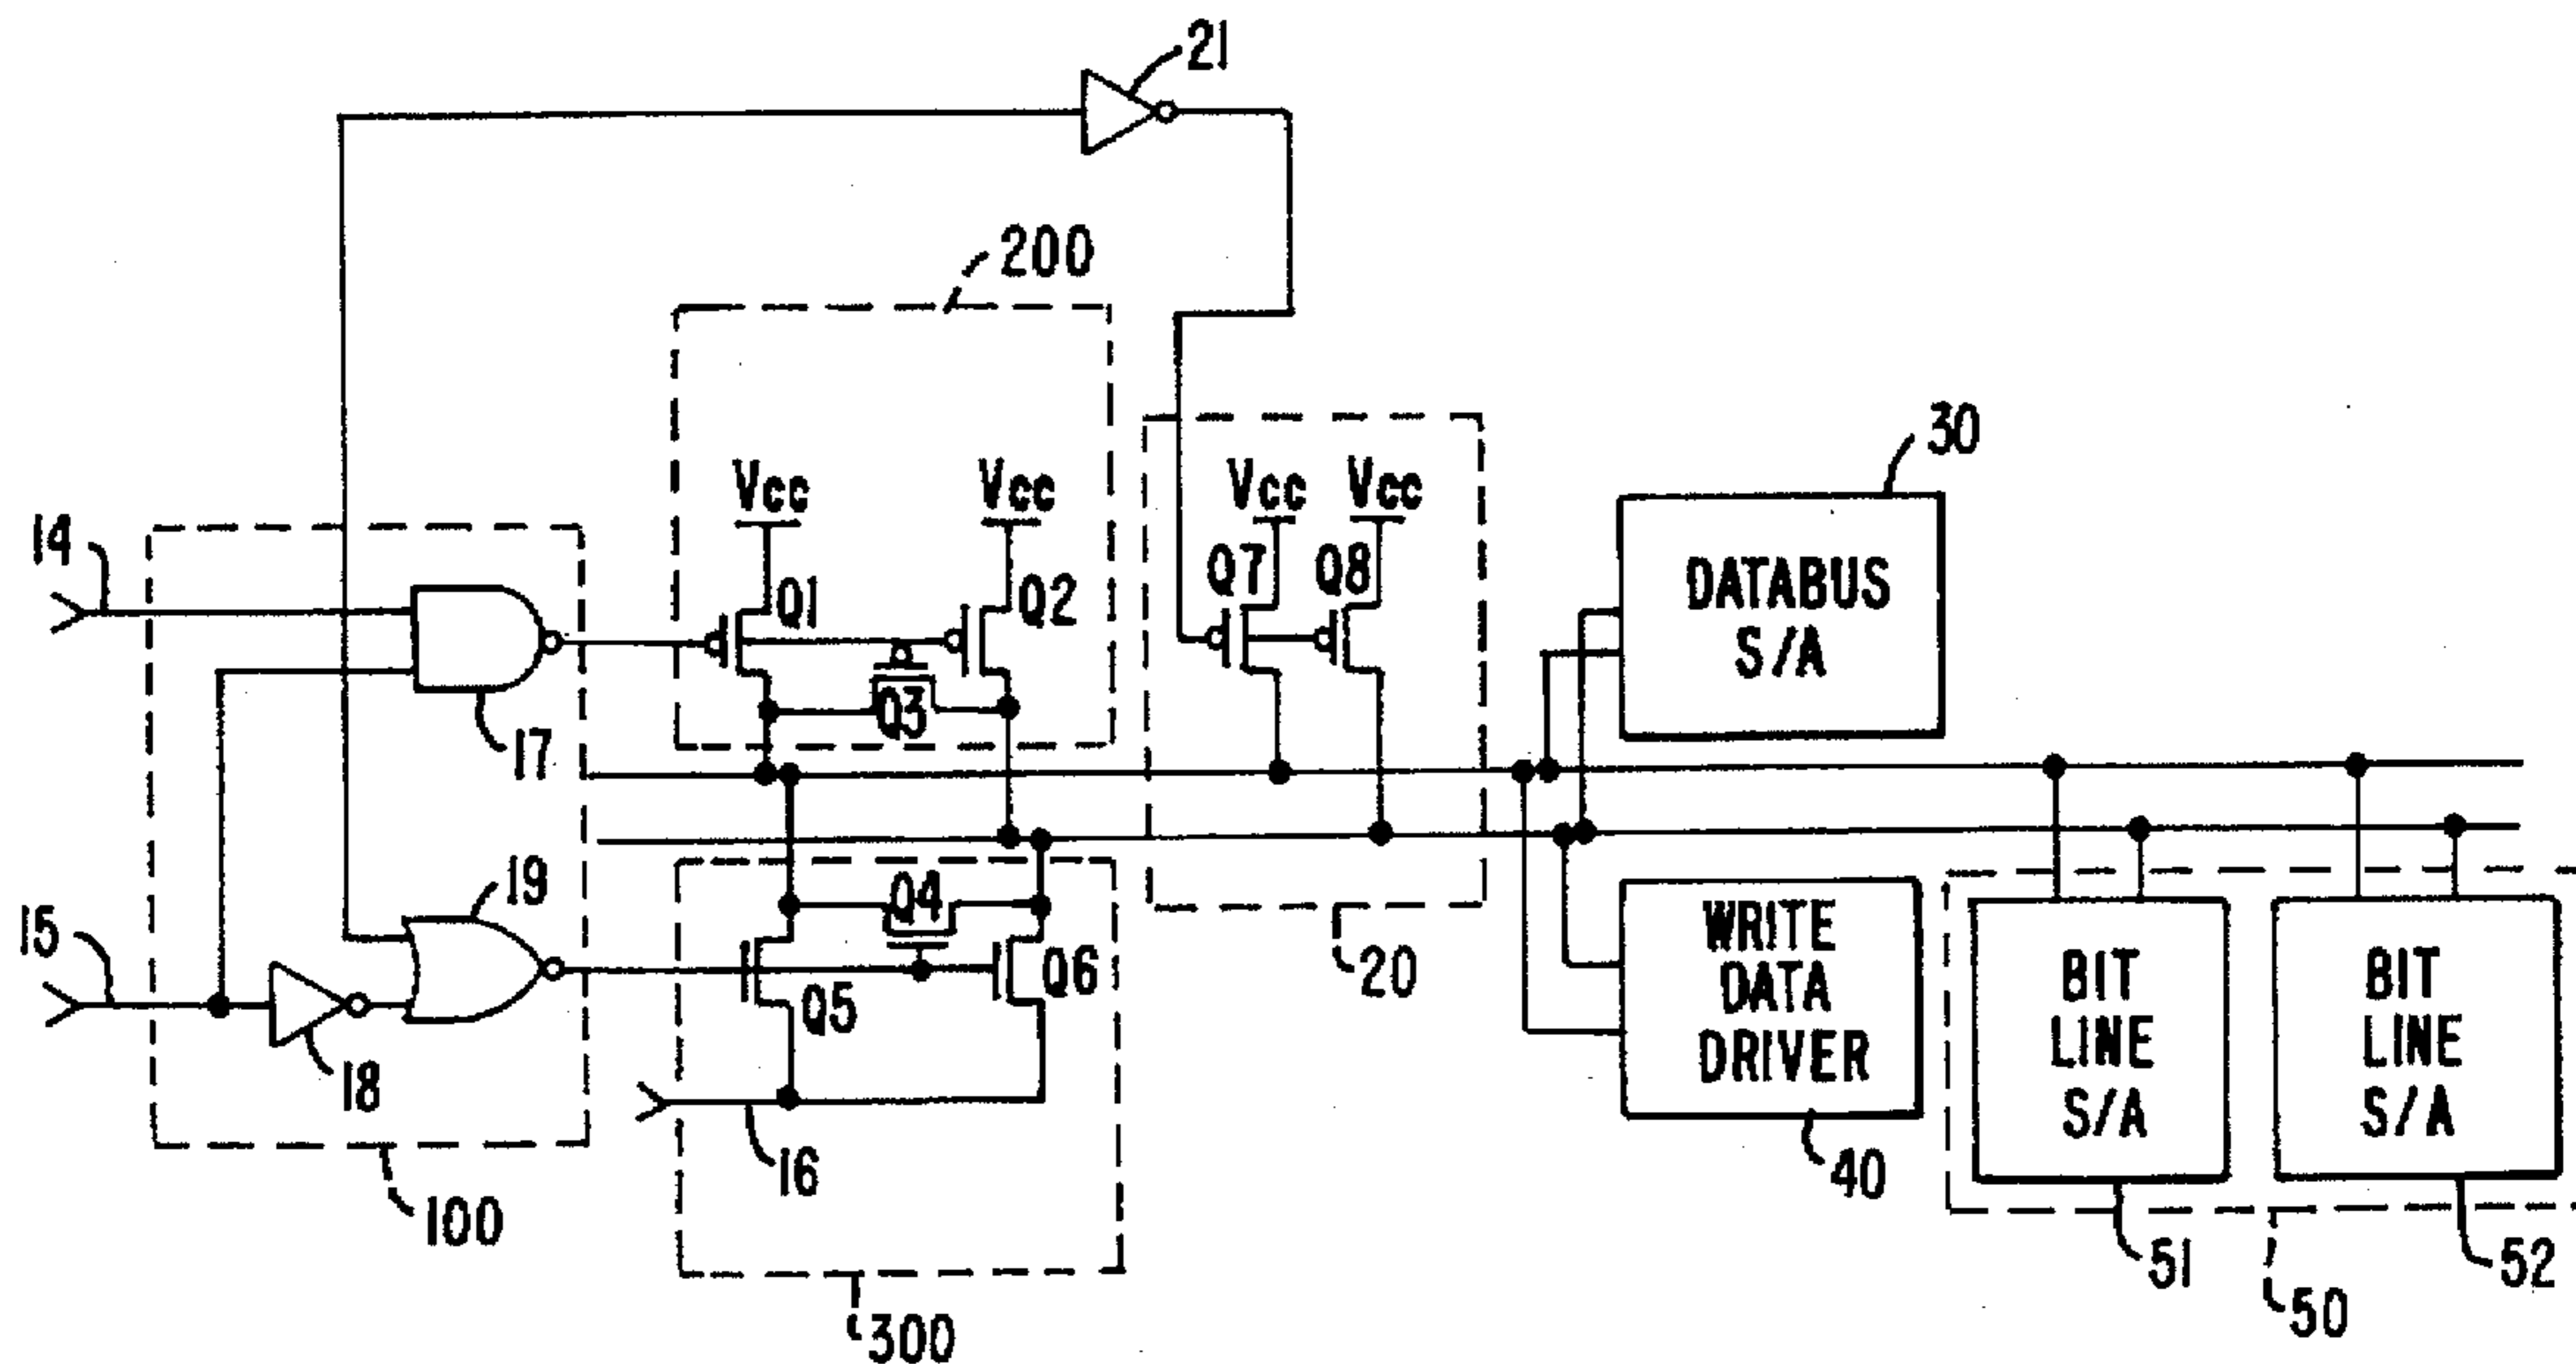 21
200
30
Vcc
Vcc
Vcc
Vcc
14
Q1
Q2
Q7
Q8
DATABUS
S/A
Q3
17
19
Q4
15
WRITE
DATA
DRIVER
BIT
LINE
S/A
BIT
LINE
S/A
Q5
Q6
20
18
16
40
100
51
52
50
300